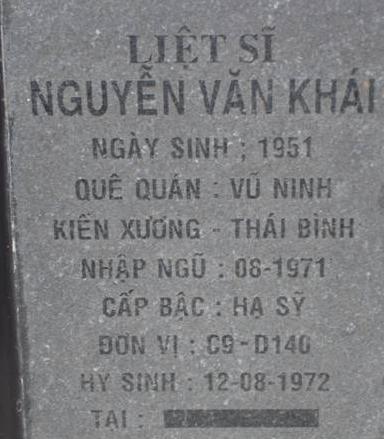 LIỆT SĨ
NGUYỄN VĂN KHÁI
NGÀY SINH : 1951
QUÊ QUÁN : VŨ NINH
KIẾN XƯƠNG - THÁI BÌNH
NHẬP NGŨ : 08-1971
CẤP BẬC : HẠ SỸ
ĐƠN VỊ : C9-D140
HY SINH : 12-08-1972
TẠI :